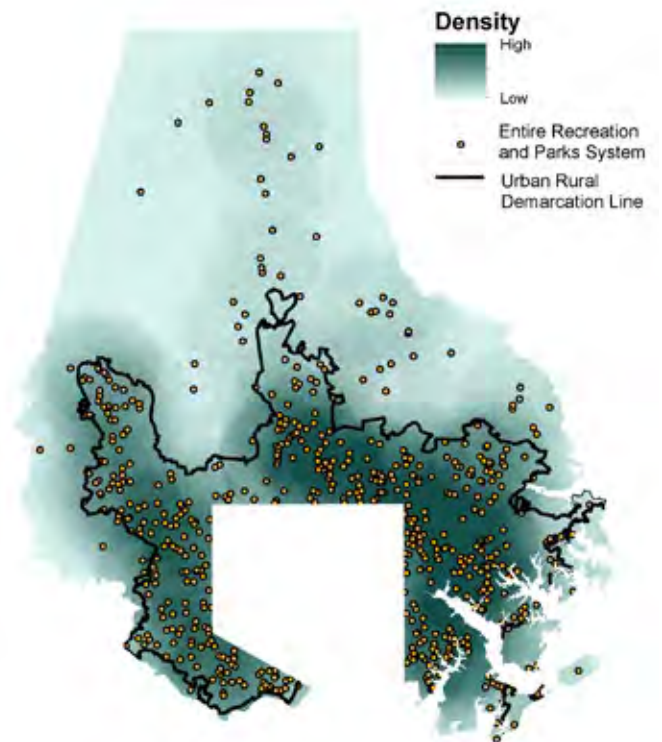 Density
High
Low
Entire Recreation
and Parks System
Urban Rural
Demarcation Line